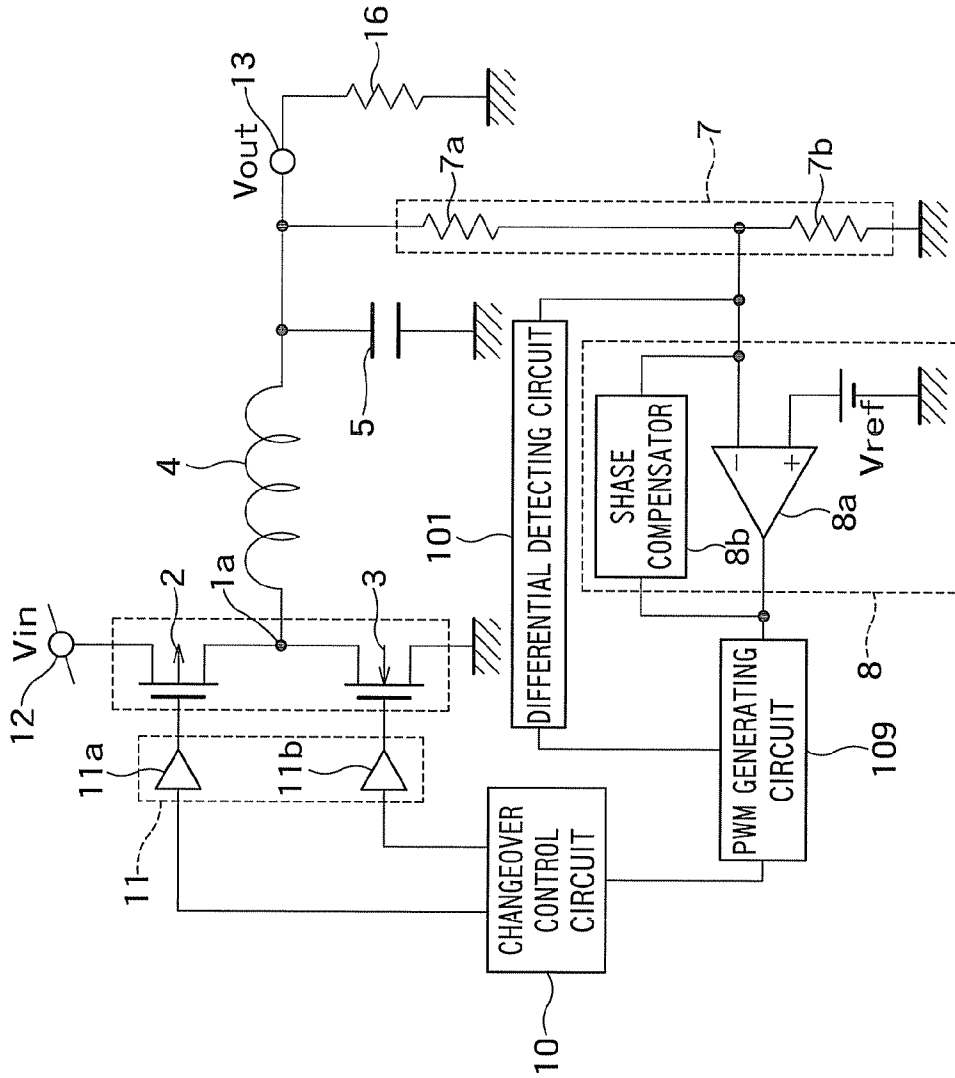 Vin
12
2
1a
3
4
5
Vout
13
16
11a
11b
11
7
7a
7b
101
DIFFERENTIAL DETECTING CIRCUIT
SHASE
COMPENSATOR
8b
−
+
8a
Vref
8
CHANGEOVER
CONTROL
CIRCUIT
10
PWM GENERATING
CIRCUIT
109